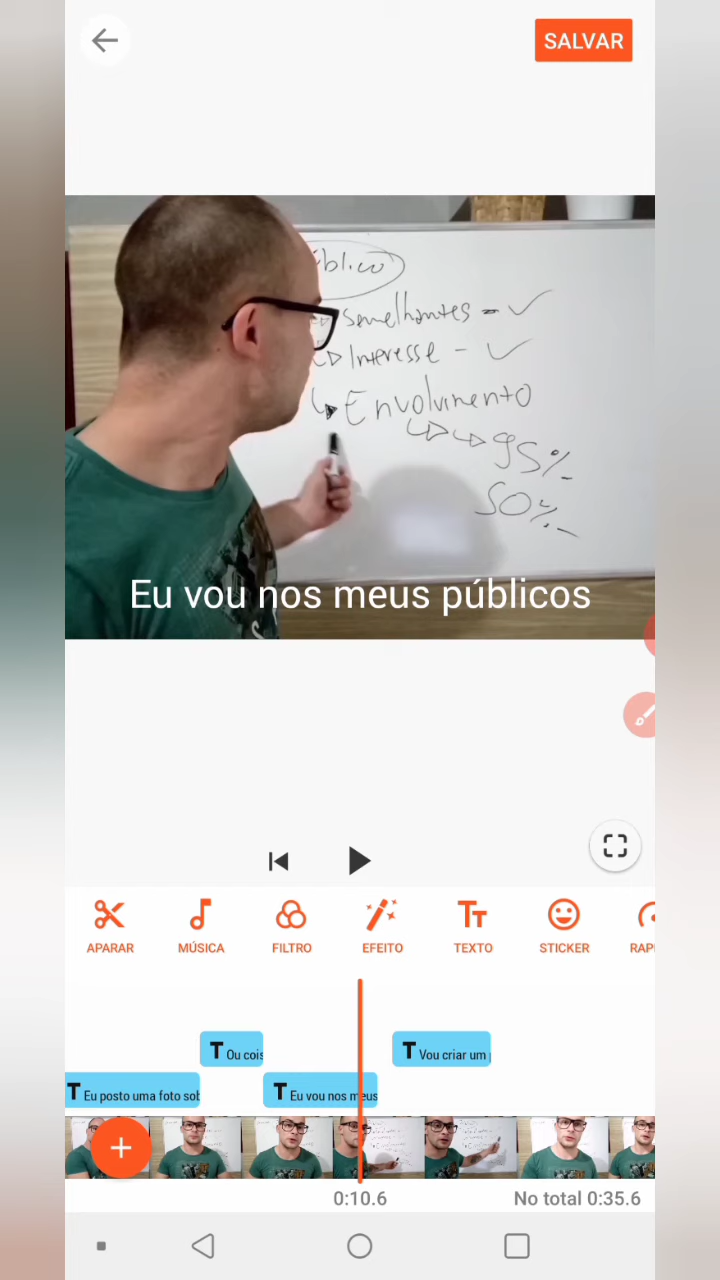 SALVAR
úblico
Semelhantes - ✓
Interesse - ✓
Envolvimento
95%
50%
Eu vou nos meus públicos
APARAR
MÚSICA
FILTRO
EFEITO
TEXTO
STICKER
RAPI
T Ou cois
T Vou criar um
T Eu posto uma foto sob
T Eu vou nos meus
0:10.6
No total 0:35.6